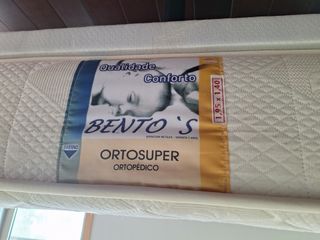 Qualidade
Conforto
1,95 x 1,40
BENTO'S
ORTOSUPER
ORTOPÉDICO